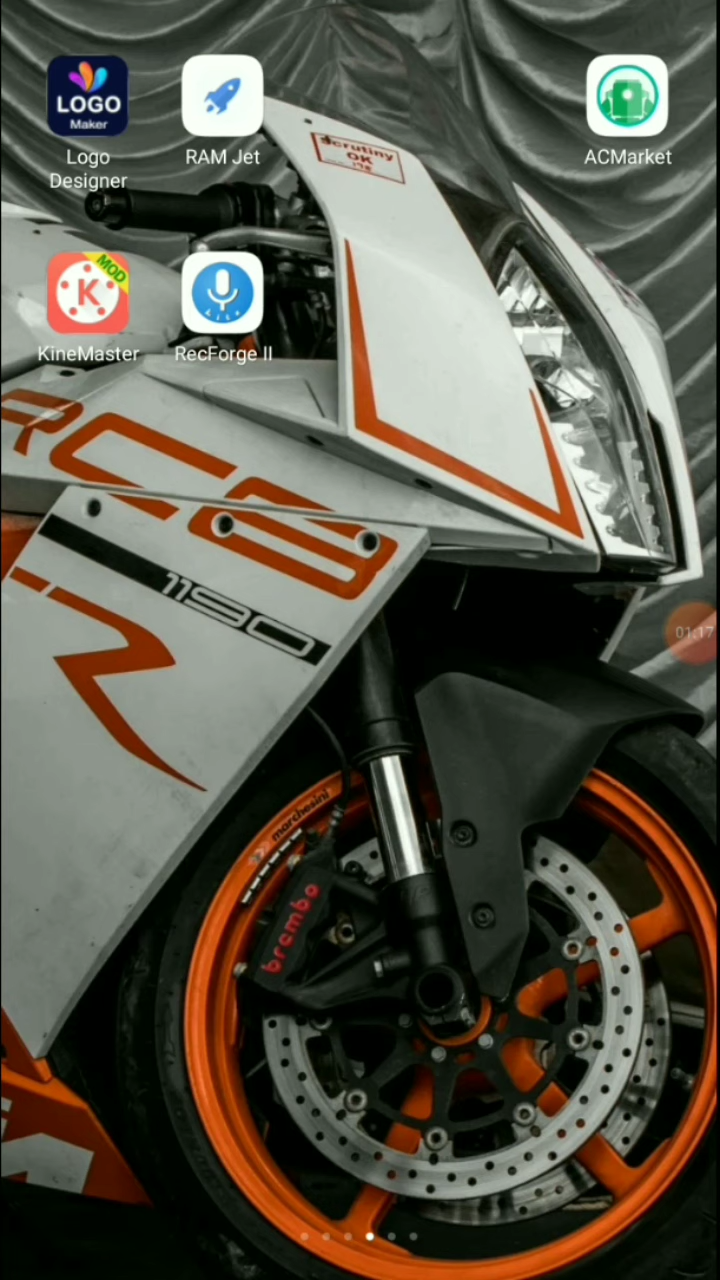 LOGO
Maker
Logo
Designer
RAM Jet
ACMarket
Scrutiny
OK
MOD
K
KineMaster
Lite
RecForge II
RC8
1190
R
01:17
marchesini
brembo